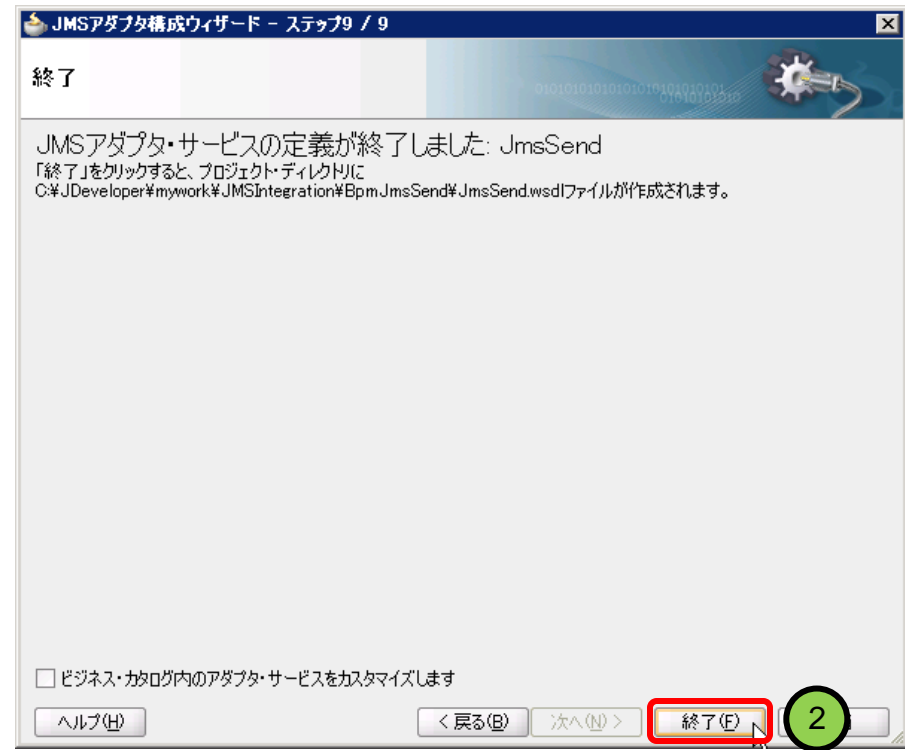 JMSアダプタ構成ウィザード - ステップ9 / 9
終了
JMSアダプタ・サービスの定義が終了しました: JmsSend
「終了」をクリックすると、プロジェクト・ディレクトリに
C:¥JDeveloper¥mywork¥JMSIntegration¥BpmJmsSend¥JmsSend.wsdlファイルが作成されます。
ビジネス・カタログ内のアダプタ・サービスをカスタマイズします
ヘルプ(H)
< 戻る(B)
次へ(N) >
終了(F)
2